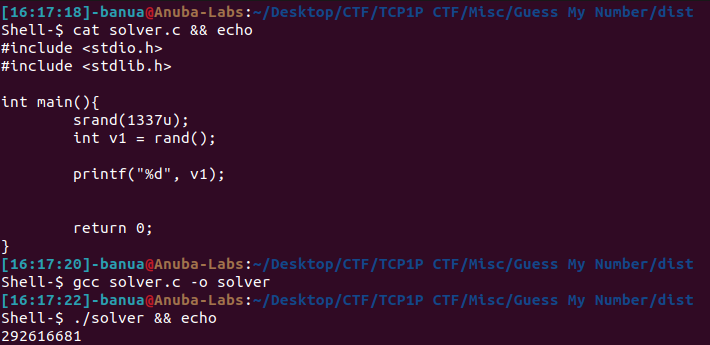 [16:17:18]-banua@Anuba-Labs:~/Desktop/CTF/TCP1P CTF/Misc/Guess My Number/dist
Shell-$ cat solver.c && echo
#include <stdio.h>
#include <stdlib.h>
int main(){
srand(1337u);
int v1 = rand();
printf("%d", v1);
return 0;
}
[16:17:20]-banua@Anuba-Labs:~/Desktop/CTF/TCP1P CTF/Misc/Guess My Number/dist
Shell-$ gcc solver.c -o solver
[16:17:22]-banua@Anuba-Labs:~/Desktop/CTF/TCP1P CTF/Misc/Guess My Number/dist
Shell-$ ./solver && echo
292616681